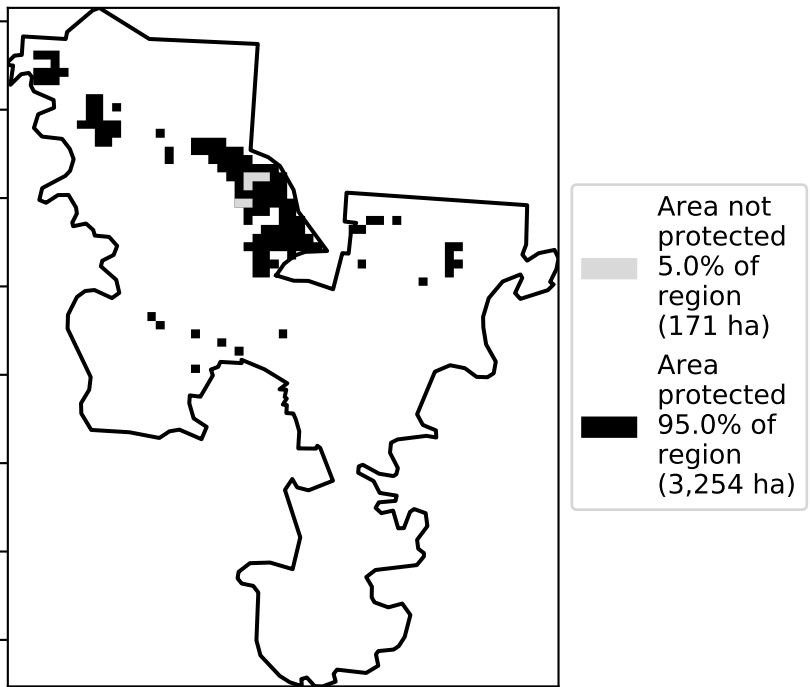 Area not
protected
5.0% of
region
(171 ha)
Area
protected
95.0% of
region
(3,254 ha)